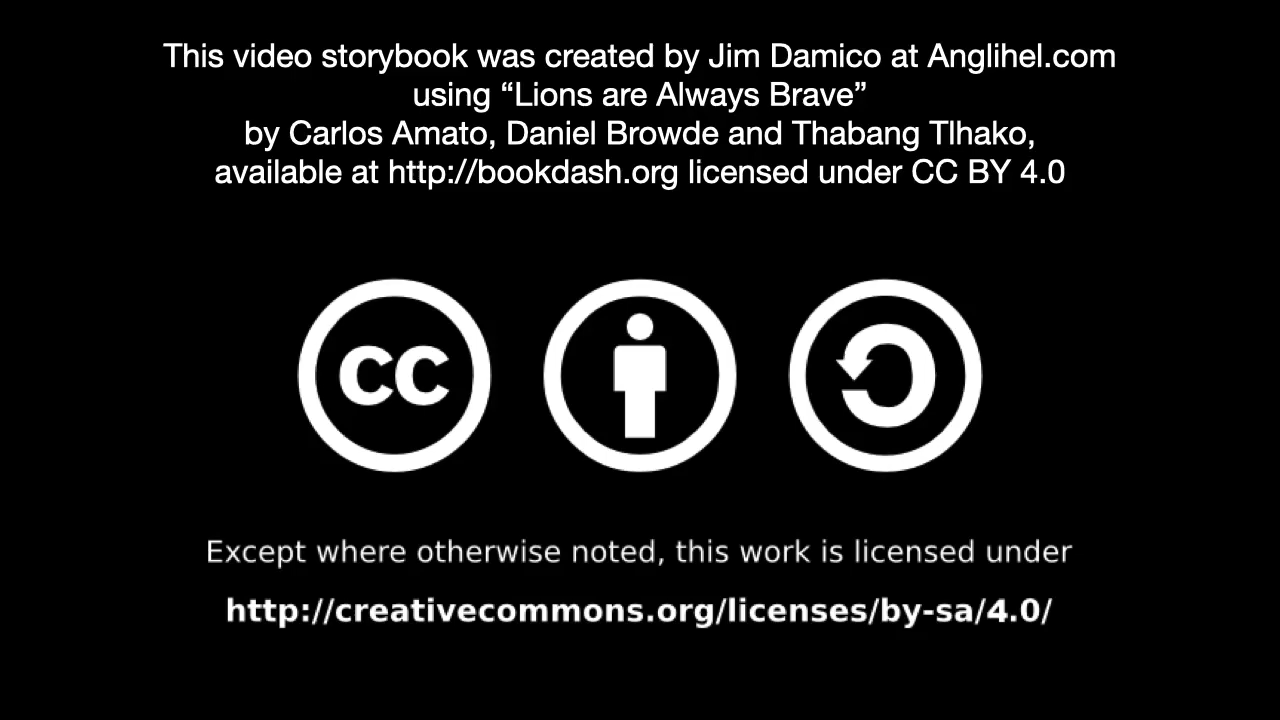 This video storybook was created by Jim Damico at Anglihel.com
using “Lions are Always Brave”
by Carlos Amato, Daniel Browde and Thabang Tlhako,
available at http://bookdash.org licensed under CC BY 4.0
cc
Except where otherwise noted, this work is licensed under
http://creativecommons.org/licenses/by-sa/4.0/